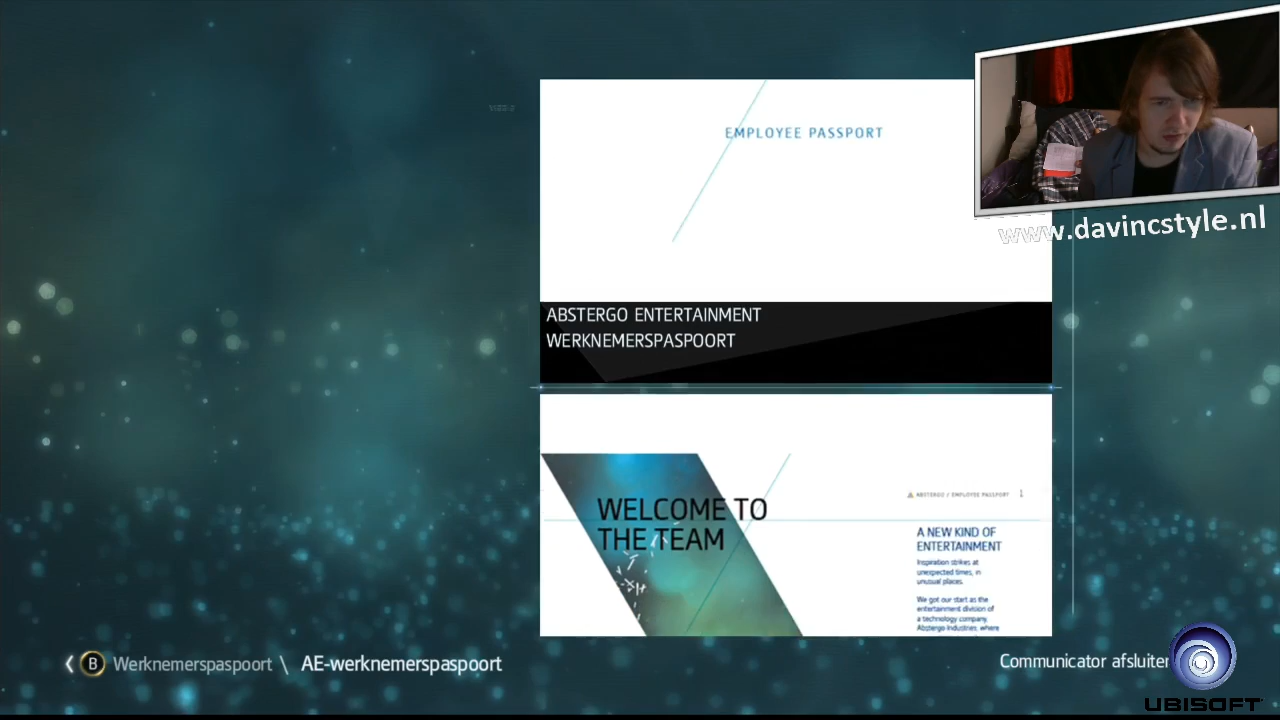 EMPLOYEE PASSPORT
www.davincstyle.nl
ABSTERGO ENTERTAINMENT
WERKNEMERSPASPOORT
WELCOME TO
THE TEAM
ABSTERGO / EMPLOYEE PASSPORT 1
A NEW KIND OF
ENTERTAINMENT
Inspiration strikes at
unexpected times, in
unusual places.
We got our start as the
entertainment division of
a technology company.
Abstergo Industries, where
B Werknemerspaspoort \ AE-werknemerspaspoort
Communicator afsluiten
UBISOFT